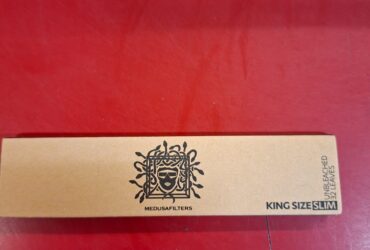 MEDUSAFILTERS
KING SIZE SLIM
UNBLEACHED
32 LEAVES